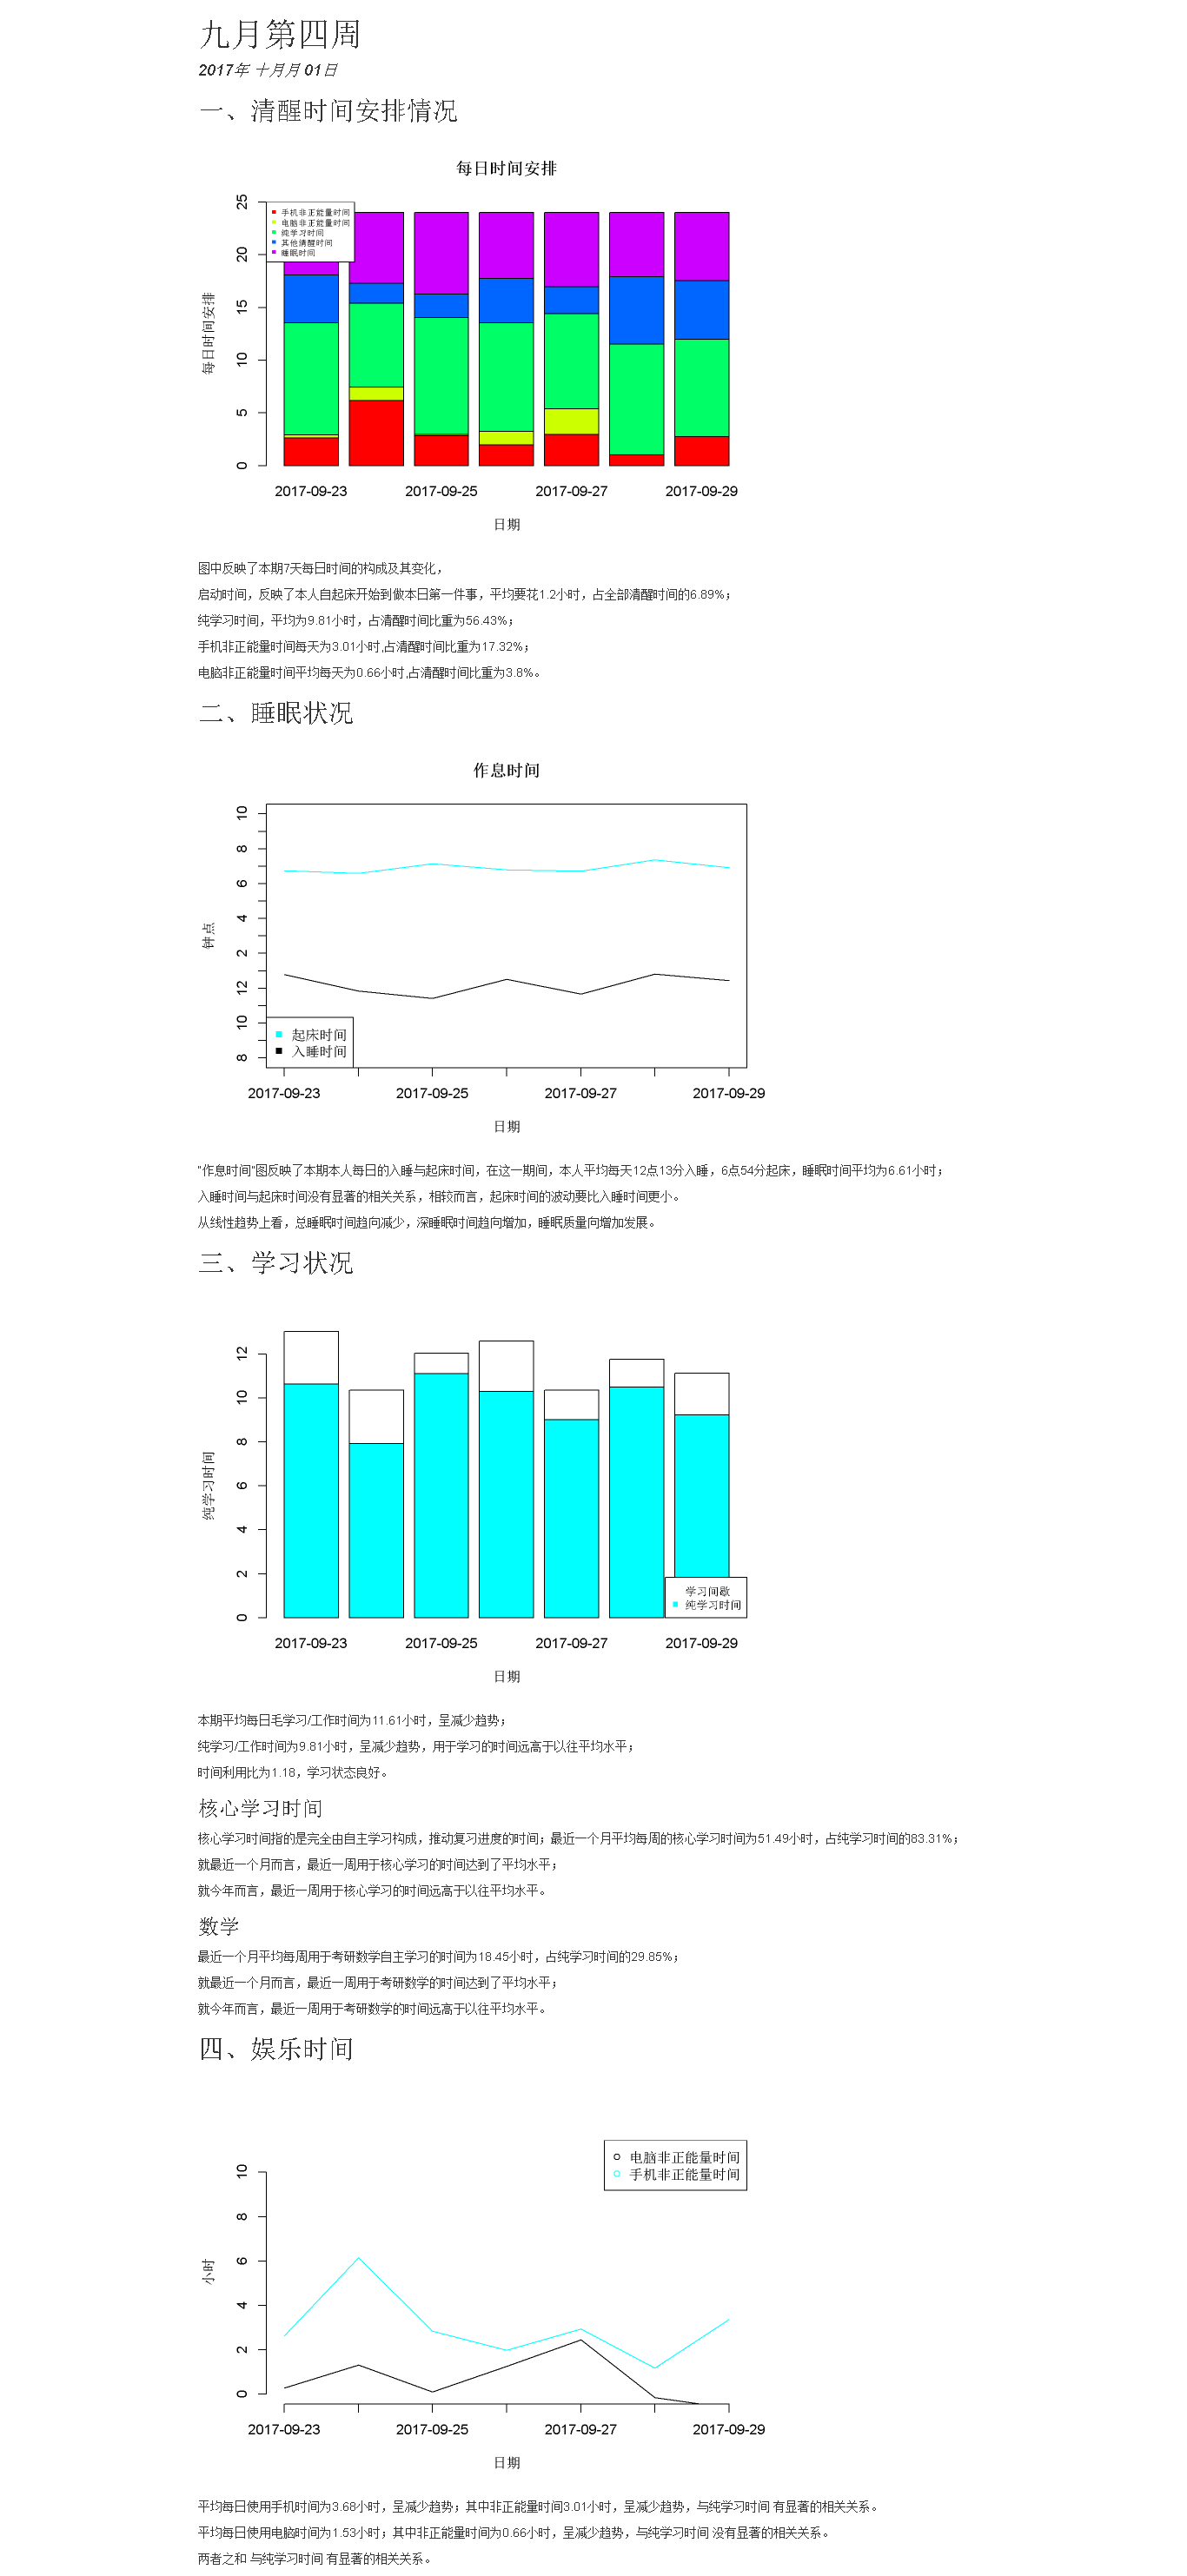 九月第四周
2017年 十月月 01日
一、清醒时间安排情况
每日时间安排
25
20
15
10
5
0
每日时间安排
手机非正能量时间
电脑非正能量时间
纯学习时间
其他清醒时间
睡眠时间
2017-09-23 2017-09-25 2017-09-27 2017-09-29
日期
图中反映了本期7天每日时间的构成及其变化，
启动时间，反映了本人自起床开始到做本日第一件事，平均要花1.2小时，占全部清醒时间的6.89%；
纯学习时间，平均为9.81小时，占清醒时间比重为56.43%；
手机非正能量时间每天为3.01小时,占清醒时间比重为17.32%；
电脑非正能量时间平均每天为0.66小时,占清醒时间比重为3.8%。
二、睡眠状况
作息时间
10
8
6
4
2
12
10
8
钟点
起床时间
入睡时间
2017-09-23 2017-09-25 2017-09-27 2017-09-29
日期
"作息时间"图反映了本期本人每日的入睡与起床时间，在这一期间，本人平均每天12点13分入睡，6点54分起床，睡眠时间平均为6.61小时；
入睡时间与起床时间没有显著的相关关系，相较而言，起床时间的波动要比入睡时间更小。
从线性趋势上看，总睡眠时间趋向减少，深睡眠时间趋向增加，睡眠质量向增加发展。
三、学习状况
12
10
8
6
4
2
0
纯学习时间
学习间歇
纯学习时间
2017-09-23 2017-09-25 2017-09-27 2017-09-29
日期
本期平均每日毛学习/工作时间为11.61小时，呈减少趋势；
纯学习/工作时间为9.81小时，呈减少趋势，用于学习的时间远高于以往平均水平；
时间利用比为1.18，学习状态良好。
核心学习时间
核心学习时间指的是完全由自主学习构成，推动复习进度的时间；最近一个月平均每周的核心学习时间为51.49小时，占纯学习时间的83.31%；
就最近一个月而言，最近一周用于核心学习的时间达到了平均水平；
就今年而言，最近一周用于核心学习的时间远高于以往平均水平。
数学
最近一个月平均每周用于考研数学自主学习的时间为18.45小时，占纯学习时间的29.85%；
就最近一个月而言，最近一周用于考研数学的时间达到了平均水平；
就今年而言，最近一周用于考研数学的时间远高于以往平均水平。
四、娱乐时间
电脑非正能量时间
手机非正能量时间
10
8
6
4
2
0
小时
2017-09-23 2017-09-25 2017-09-27 2017-09-29
日期
平均每日使用手机时间为3.68小时，呈减少趋势；其中非正能量时间3.01小时，呈减少趋势，与纯学习时间 有显著的相关关系。
平均每日使用电脑时间为1.53小时；其中非正能量时间为0.66小时，呈减少趋势，与纯学习时间 没有显著的相关关系。
两者之和 与纯学习时间 有显著的相关关系。